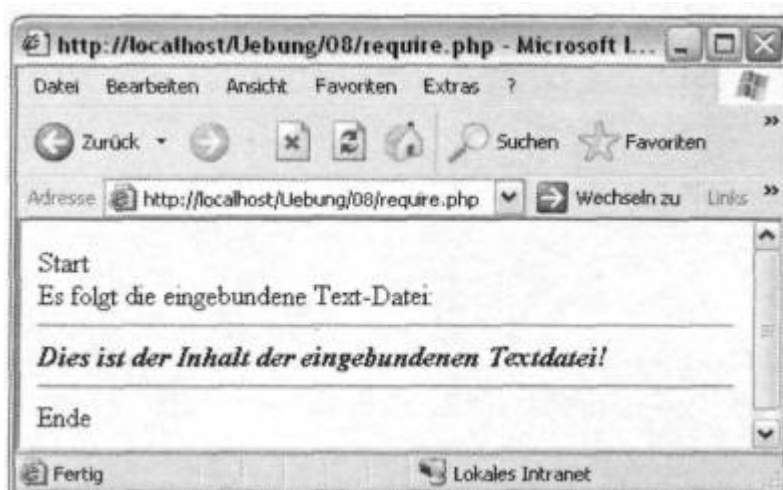 http://localhost/Uebung/08/require.php - Microsoft I...
Datei Bearbeiten Ansicht Favoriten Extras ?
Zurück Suchen Favoriten »
Adresse http://localhost/Uebung/08/require.php Wechseln zu Links »
Start
Es folgt die eingebundene Text-Datei:
Dies ist der Inhalt der eingebundenen Textdatei!
Ende
Fertig Lokales Intranet